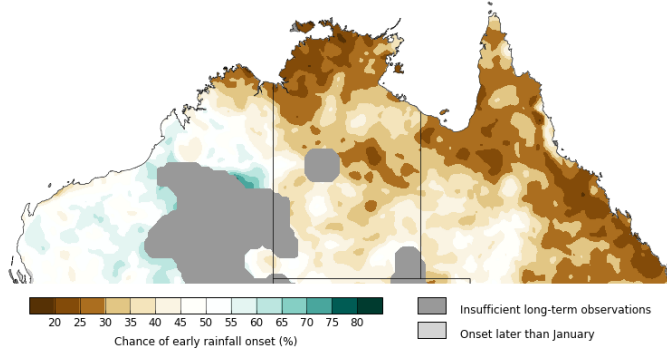 20 25 30 35 40 45 50 55 60 65 70 75 80
Chance of early rainfall onset (%)
Insufficient long-term observations
Onset later than January